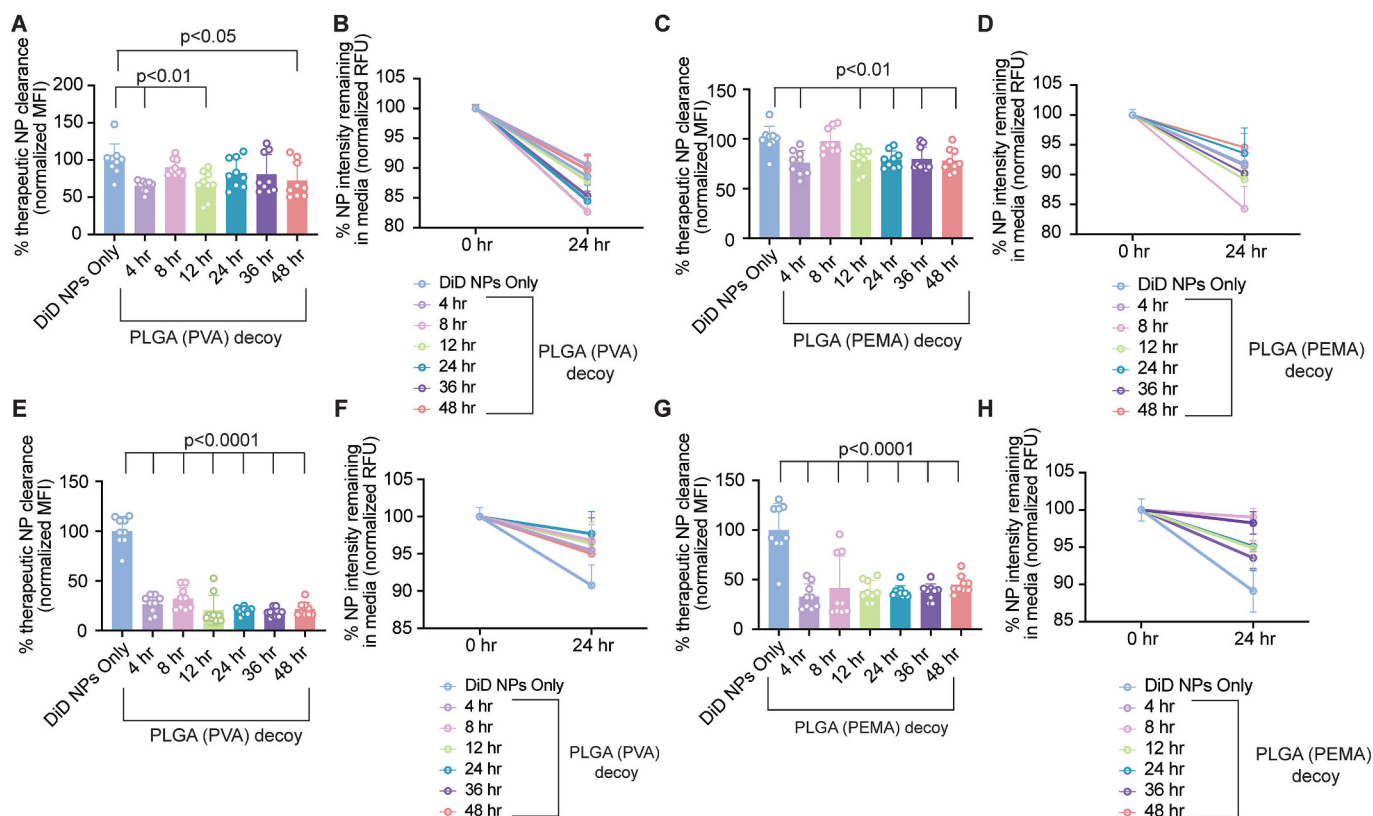 A
% therapeutic NP clearance
(normalized MFI)
200
150
100
50
0
p<0.05
p<0.01
DiD NPs Only
4 hr
8 hr
12 hr
24 hr
36 hr
48 hr
PLGA (PVA) decoy
B
% NP intensity remaining
in media (normalized RFU)
105
100
95
90
85
80
0 hr
24 hr
DiD NPs Only
4 hr
8 hr
12 hr
24 hr
36 hr
48 hr
PLGA (PVA)
decoy
C
% therapeutic NP clearance
(normalized MFI)
150
100
50
0
p<0.01
DiD NPs Only
4 hr
8 hr
12 hr
24 hr
36 hr
48 hr
PLGA (PEMA) decoy
D
% NP intensity remaining
in media (normalized RFU)
105
100
95
90
85
80
0 hr
24 hr
DiD NPs Only
4 hr
8 hr
12 hr
24 hr
36 hr
48 hr
PLGA (PEMA)
decoy
E
% therapeutic NP clearance
(normalized MFI)
150
100
50
0
p<0.0001
DiD NPs Only
4 hr
8 hr
12 hr
24 hr
36 hr
48 hr
PLGA (PVA) decoy
F
% NP intensity remaining
in media (normalized RFU)
105
100
95
90
85
0 hr
24 hr
DiD NPs Only
4 hr
8 hr
12 hr
24 hr
36 hr
48 hr
PLGA (PVA)
decoy
G
% therapeutic NP clearance
(normalized MFI)
150
100
50
0
p<0.0001
DiD NPs Only
4 hr
8 hr
12 hr
24 hr
36 hr
48 hr
PLGA (PEMA) decoy
H
% NP intensity remaining
in media (normalized RFU)
105
100
95
90
85
0 hr
24 hr
DiD NPs Only
4 hr
8 hr
12 hr
24 hr
36 hr
48 hr
PLGA (PEMA)
decoy